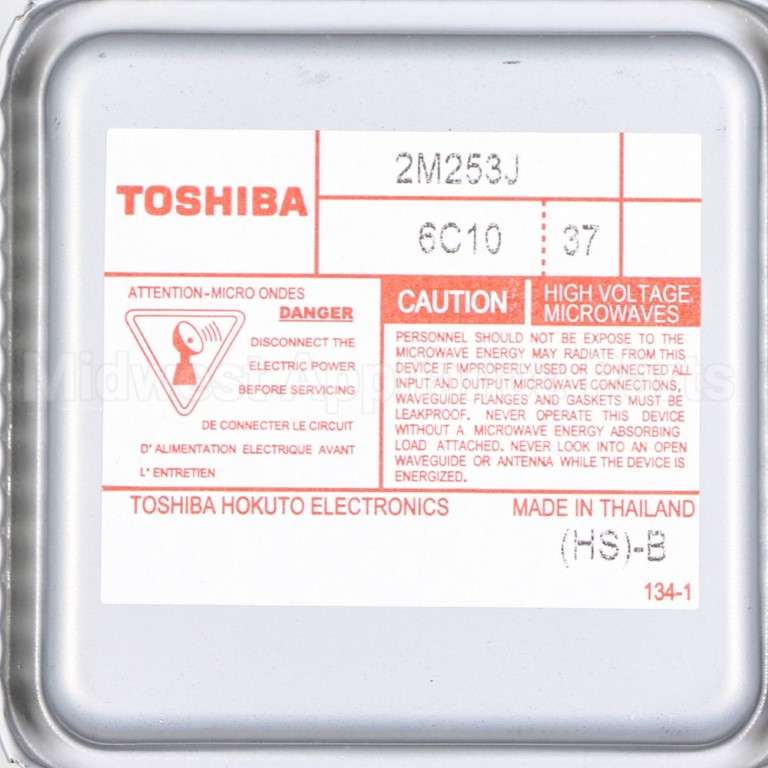 TOSHIBA
2M253J
6C10 37
ATTENTION-MICRO ONDES
DANGER
DISCONNECT THE
ELECTRIC POWER
BEFORE SERVICING
DE CONNECTER LE CIRCUIT
D' ALIMENTATION ELECTRIQUE AVANT
L' ENTRETIEN
CAUTION
HIGH VOLTAGE
MICROWAVES
PERSONNEL SHOULD NOT BE EXPOSE TO THE
MICROWAVE ENERGY MAY RADIATE FROM THIS
DEVICE IF IMPROPERLY USED OR CONNECTED ALL
INPUT AND OUTPUT MICROWAVE CONNECTIONS,
WAVEGUIDE FLANGES AND GASKETS MUST BE
LEAKPROOF. NEVER OPERATE THIS DEVICE
WITHOUT A MICROWAVE ENERGY ABSORBING
LOAD ATTACHED. NEVER LOOK INTO AN OPEN
WAVEGUIDE OR ANTENNA WHILE THE DEVICE IS
ENERGIZED.
TOSHIBA HOKUTO ELECTRONICS MADE IN THAILAND
(HS)-B
134-1